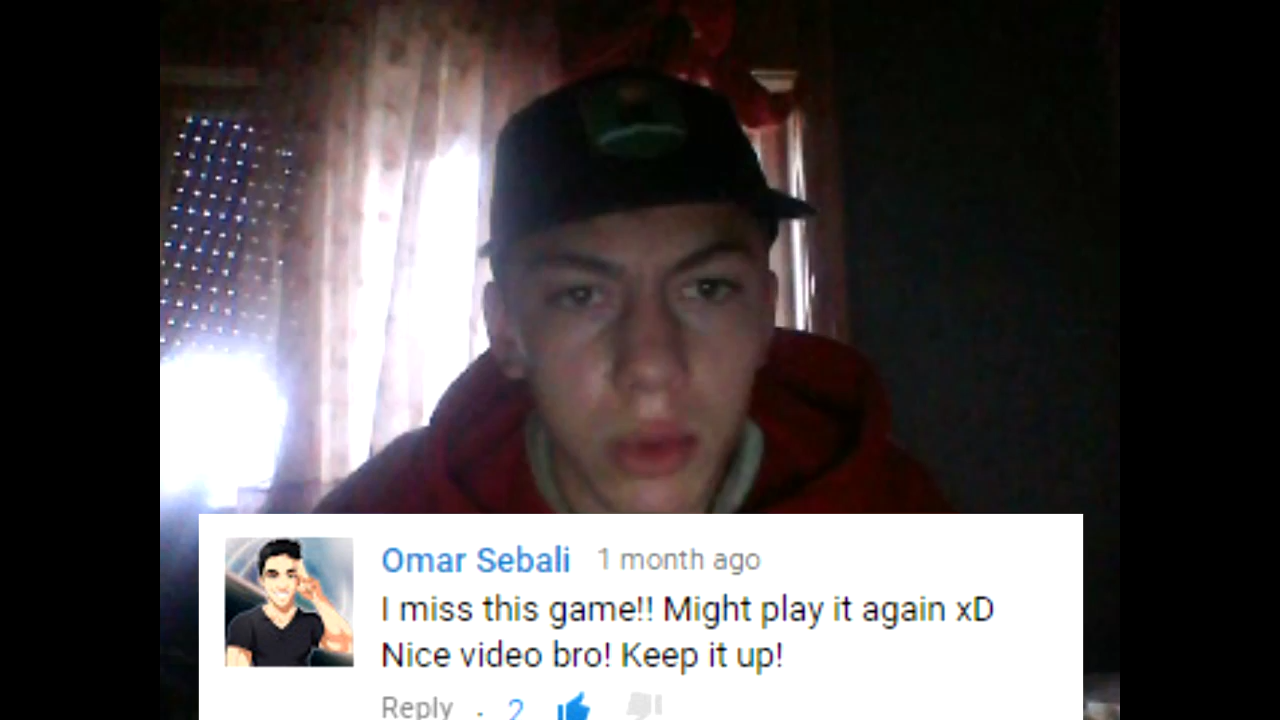 Omar Sebali 1 month ago
I miss this game!! Might play it again xD
Nice video bro! Keep it up!
Reply · 2